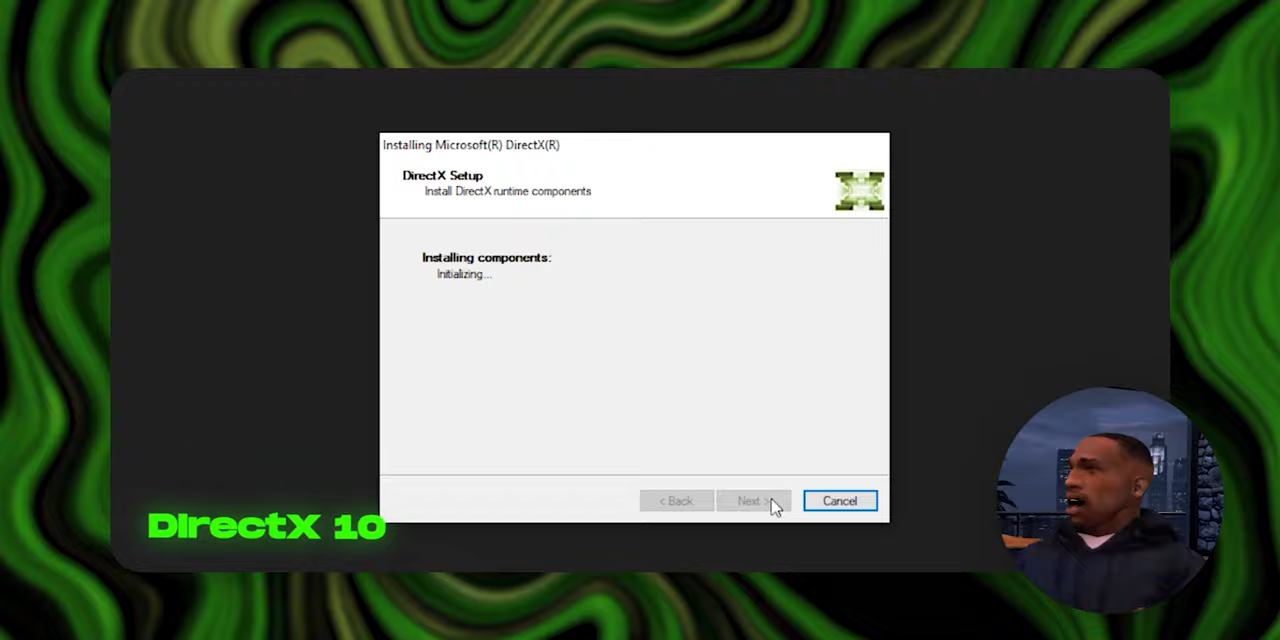 Installing Microsoft(R) DirectX(R)
DirectX Setup
Install DirectX runtime components
Installing components:
Initializing...
< Back
Next >
Cancel
DIrectX 10